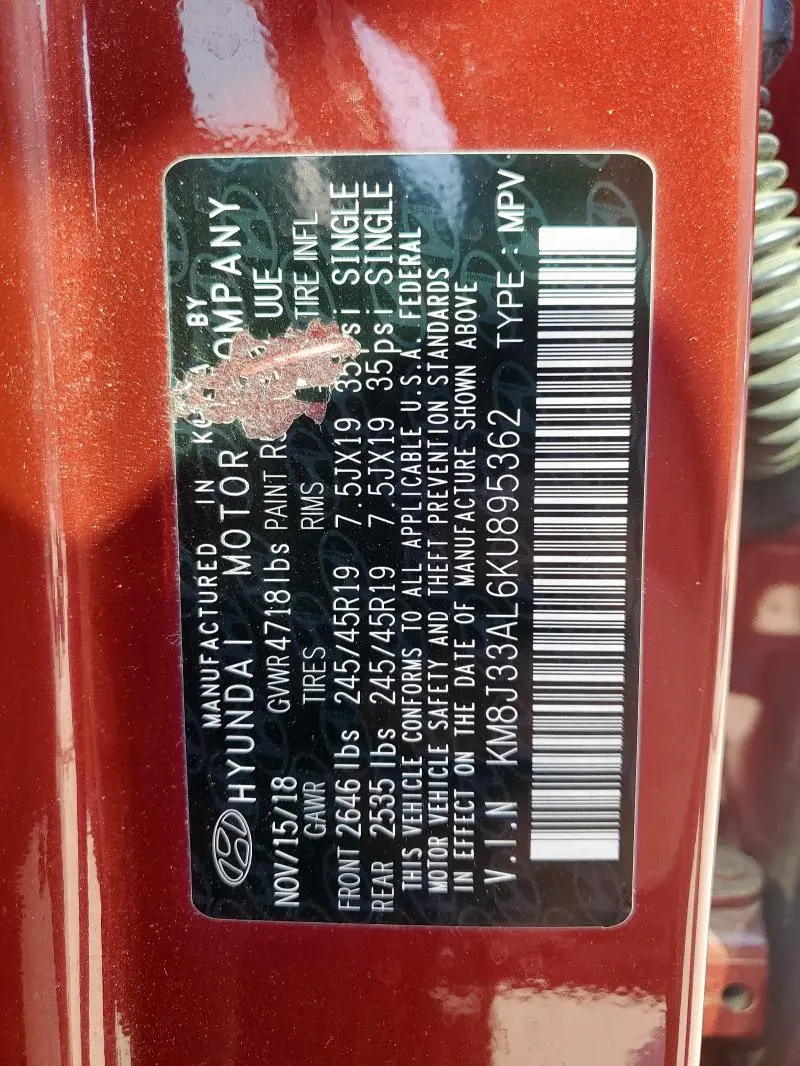 MANUFACTURED IN BY
HYUNDAI MOTOR COMPANY
NOV/15/18 GVWR 4718lbs PAINT UUE
GAWR TIRES RIMS TIRE INFL
FRONT 2646 lbs 245/45R19 7.5JX19 35psi SINGLE
REAR 2535 lbs 245/45R19 7.5JX19 35psi SINGLE
THIS VEHICLE CONFORMS TO ALL APPLICABLE U.S.A. FEDERAL
MOTOR VEHICLE SAFETY AND THEFT PREVENTION STANDARDS
IN EFFECT ON THE DATE OF MANUFACTURE SHOWN ABOVE
V.I.N KM8J33AL6KU895362 TYPE : MPV